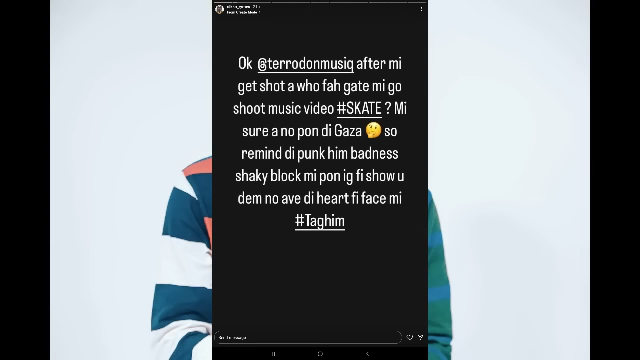 Ok @terrodonmusiq after mi
get shot a who fah gate mi go
shoot music video #SKATE ? Mi
sure a no pon di Gaza 🤔 so
remind di punk him badness
shaky block mi pon ig fi show u
dem no ave di heart fi face mi
#Taghim
Send message